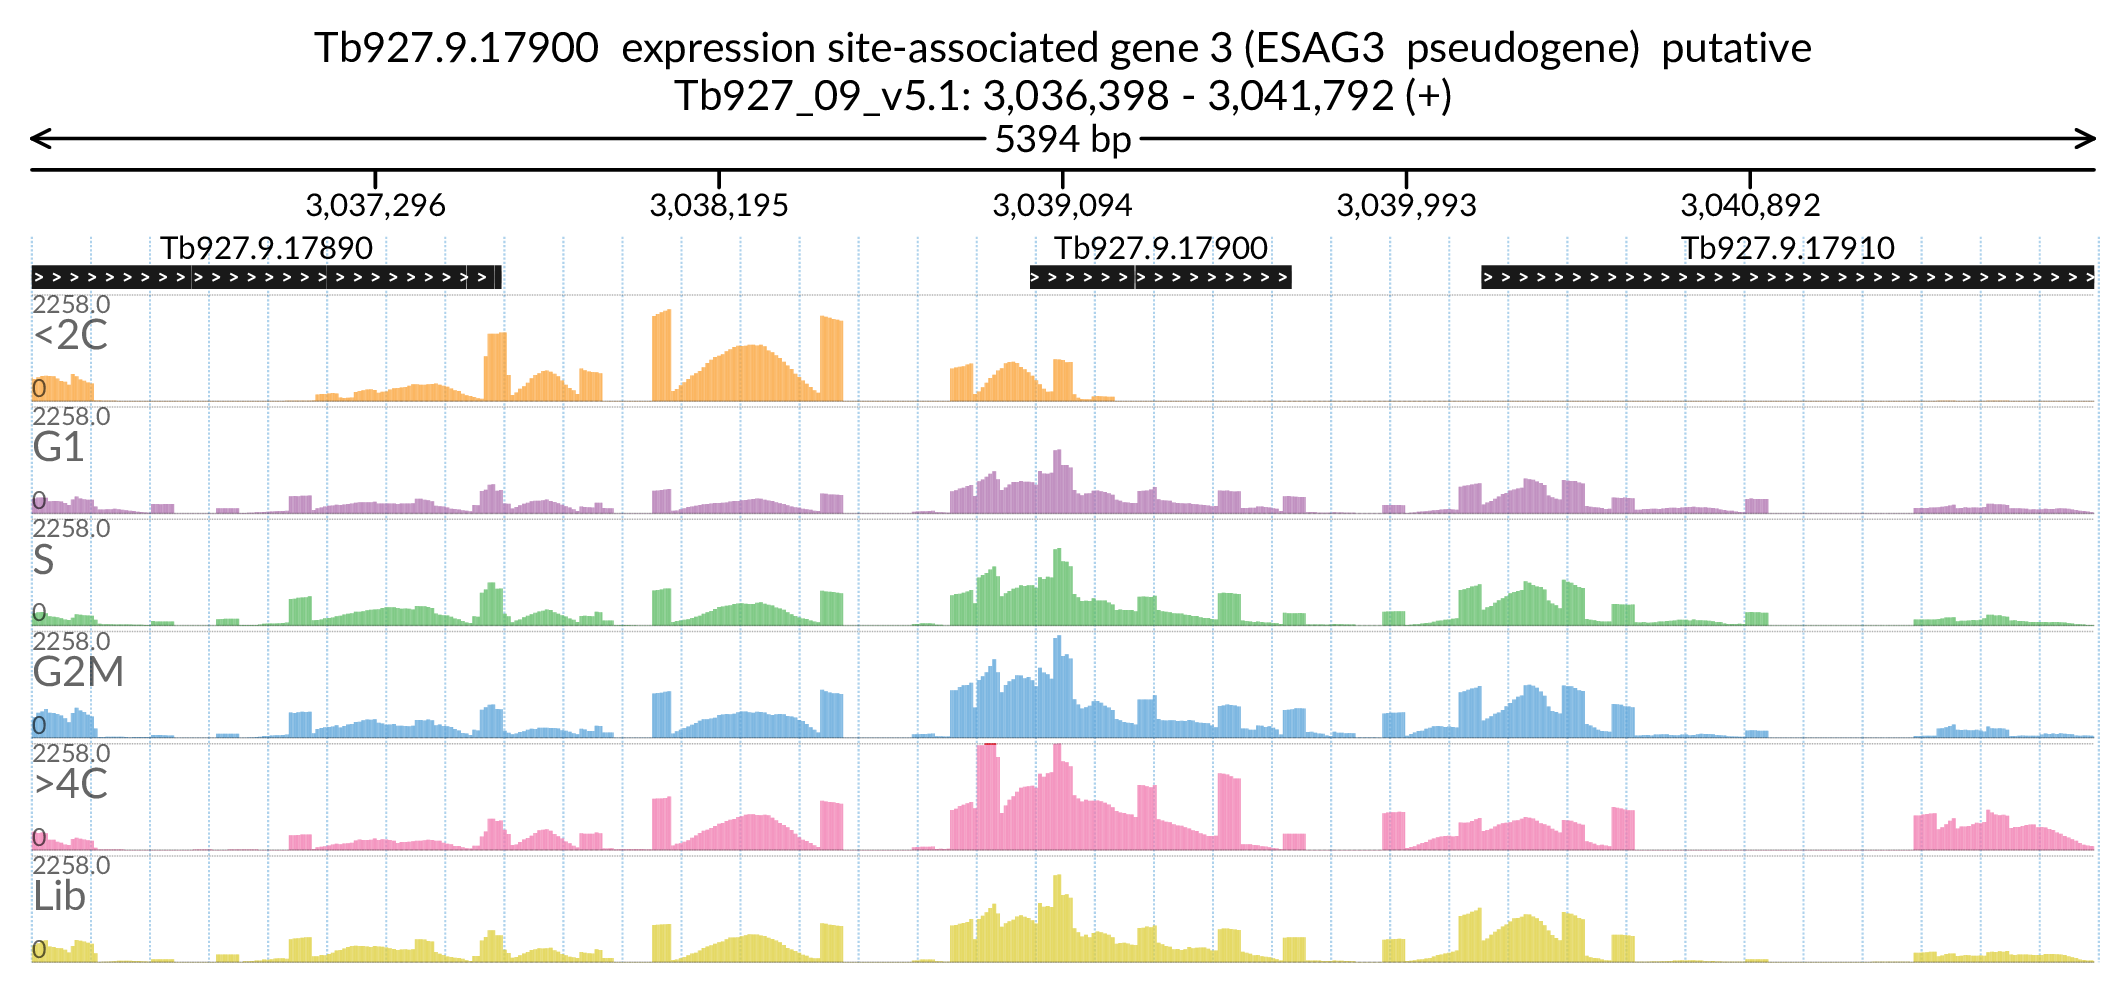 Tb927.9.17900 expression site-associated gene 3 (ESAG3 pseudogene) putative
Tb927_09_v5.1: 3,036,398 - 3,041,792 (+)
5394 bp
3,037,296 3,038,195 3,039,094 3,039,993 3,040,892
Tb927.9.17890 Tb927.9.17900 Tb927.9.17910
2258.0
<2C
0
2258.0
G1
0
2258.0
S
0
2258.0
G2M
0
2258.0
>4C
0
2258.0
Lib
0